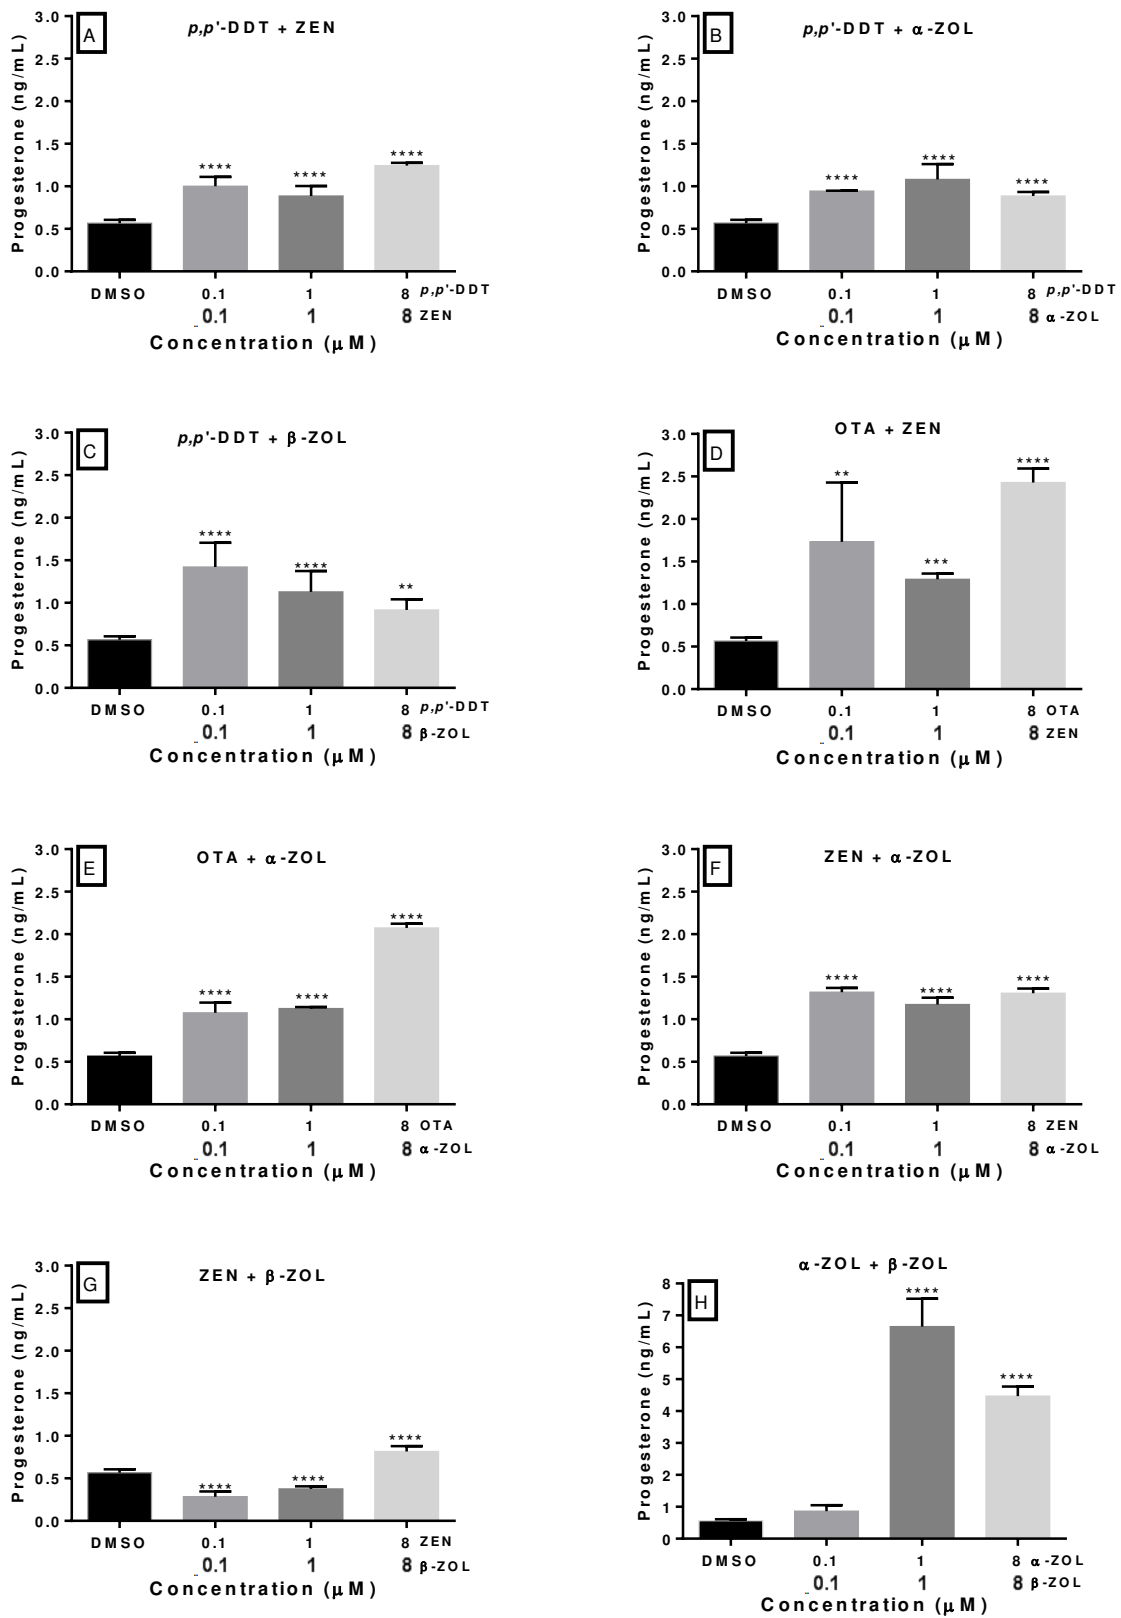 A
p,p'-DDT + ZEN
Progesterone (ng/mL)
3.0
2.5
2.0
1.5
1.0
0.5
0.0
**** **** ****
DMSO 0.1 1 8 p,p'-DDT
0.1 1 8 ZEN
Concentration (μM)
B
p,p'-DDT + α-ZOL
Progesterone (ng/mL)
3.0
2.5
2.0
1.5
1.0
0.5
0.0
**** **** ****
DMSO 0.1 1 8 p,p'-DDT
0.1 1 8 α-ZOL
Concentration (μM)
C
p,p'-DDT + β-ZOL
Progesterone (ng/mL)
3.0
2.5
2.0
1.5
1.0
0.5
0.0
**** **** **
DMSO 0.1 1 8 p,p'-DDT
0.1 1 8 β-ZOL
Concentration (μM)
D
OTA + ZEN
Progesterone (ng/mL)
3.0
2.5
2.0
1.5
1.0
0.5
0.0
** *** ****
DMSO 0.1 1 8 OTA
0.1 1 8 ZEN
Concentration (μM)
E
OTA + α-ZOL
Progesterone (ng/mL)
3.0
2.5
2.0
1.5
1.0
0.5
0.0
**** **** ****
DMSO 0.1 1 8 OTA
0.1 1 8 α-ZOL
Concentration (μM)
F
ZEN + α-ZOL
Progesterone (ng/mL)
3.0
2.5
2.0
1.5
1.0
0.5
0.0
**** **** ****
DMSO 0.1 1 8 ZEN
0.1 1 8 α-ZOL
Concentration (μM)
G
ZEN + β-ZOL
Progesterone (ng/mL)
3.0
2.5
2.0
1.5
1.0
0.5
0.0
**** **** ****
DMSO 0.1 1 8 ZEN
0.1 1 8 β-ZOL
Concentration (μM)
H
α-ZOL + β-ZOL
Progesterone (ng/mL)
8
7
6
5
4
3
2
1
0
**** ****
DMSO 0.1 1 8 α-ZOL
0.1 1 8 β-ZOL
Concentration (μM)